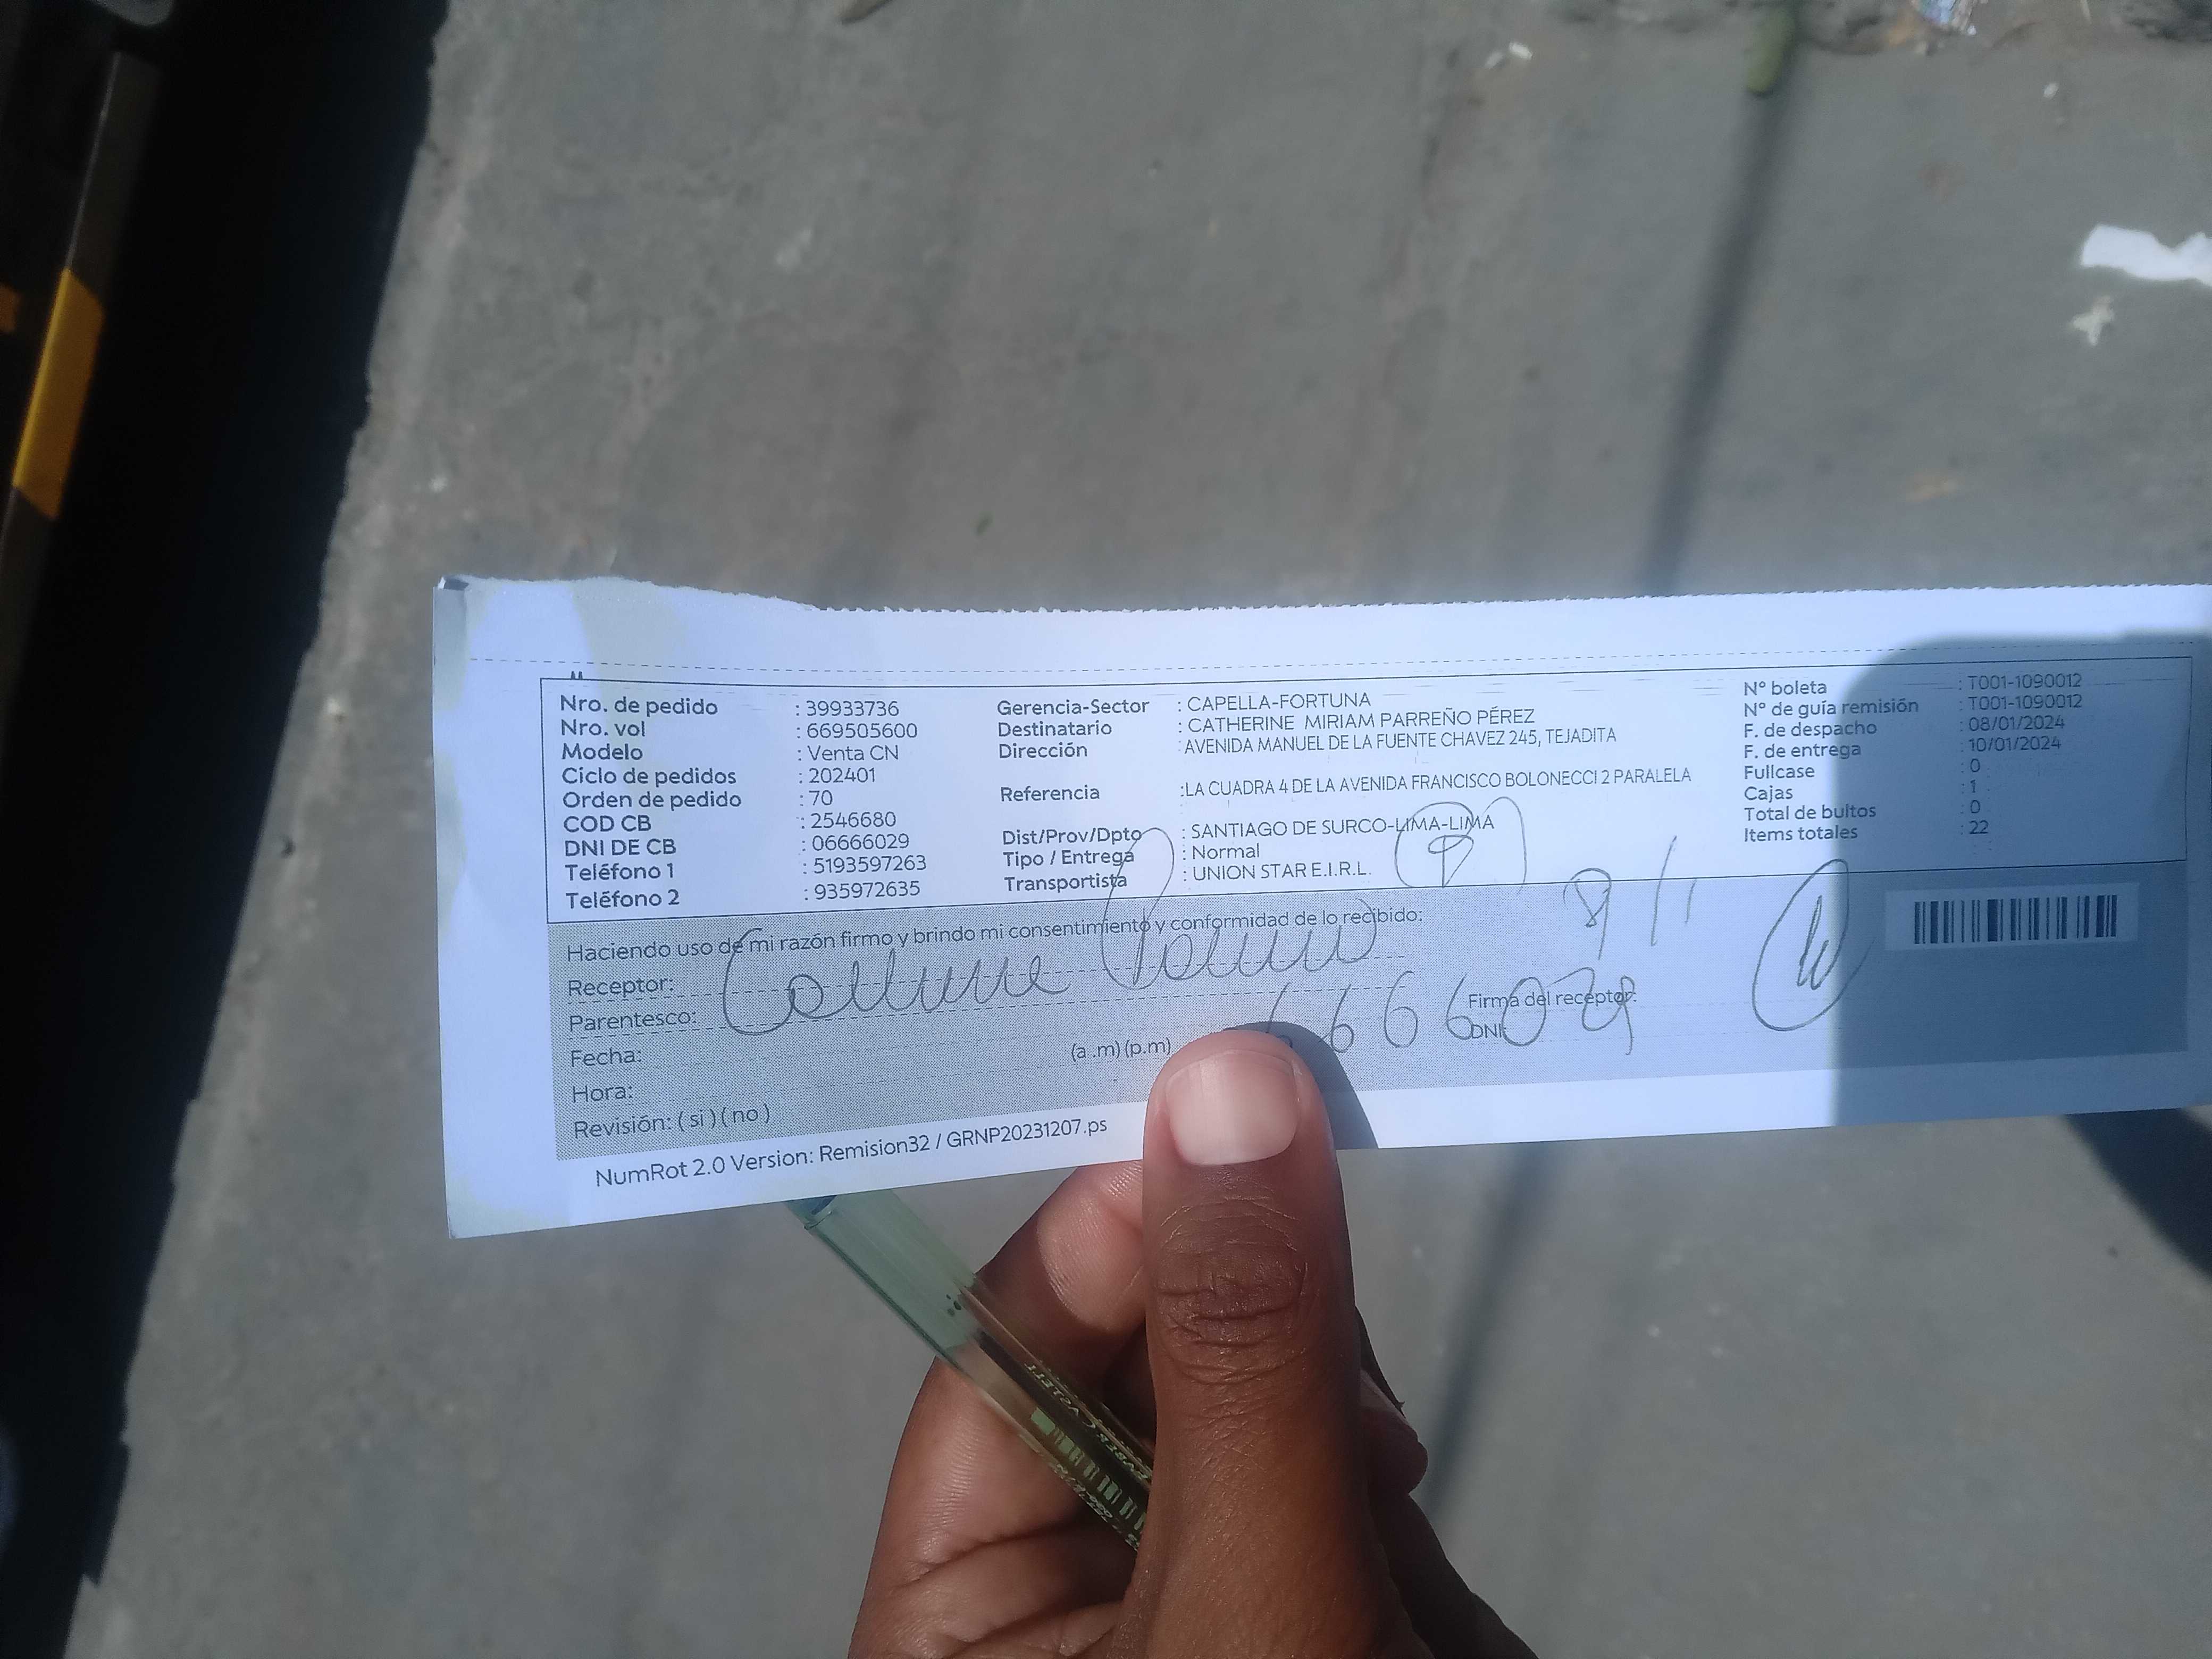 Nro. de pedido : 39933736
Nro. vol : 669505600
Modelo : Venta CN
Ciclo de pedidos : 202401
Orden de pedido : 70
COD CB : 2546680
DNI DE CB : 06666029
Teléfono 1 : 5193597263
Teléfono 2 : 935972635
Gerencia-Sector : CAPELLA-FORTUNA
Destinatario : CATHERINE MIRIAM PARREÑO PÉREZ
Dirección : AVENIDA MANUEL DE LA FUENTE CHAVEZ 245, TEJADITA
Referencia :LA CUADRA 4 DE LA AVENIDA FRANCISCO BOLONECCI 2 PARALELA
Dist/Prov/Dpto : SANTIAGO DE SURCO-LIMA-LIMA
Tipo / Entrega : Normal
Transportista : UNION STAR E.I.R.L.
N° boleta : T001-1090012
N° de guía remisión : T001-1090012
F. de despacho : 08/01/2024
F. de entrega : 10/01/2024
Fullcase : 0
Cajas : 1
Total de bultos : 0
Items totales : 22
Haciendo uso de mi razón firmo y brindo mi consentimiento y conformidad de lo recibido:
Receptor:
Parentesco:
Fecha:
Hora: (a .m) (p.m)
Revisión: ( si ) ( no )
Firma del receptor:
DNI:
NumRot 2.0 Version: Remision32 / GRNP20231207.ps